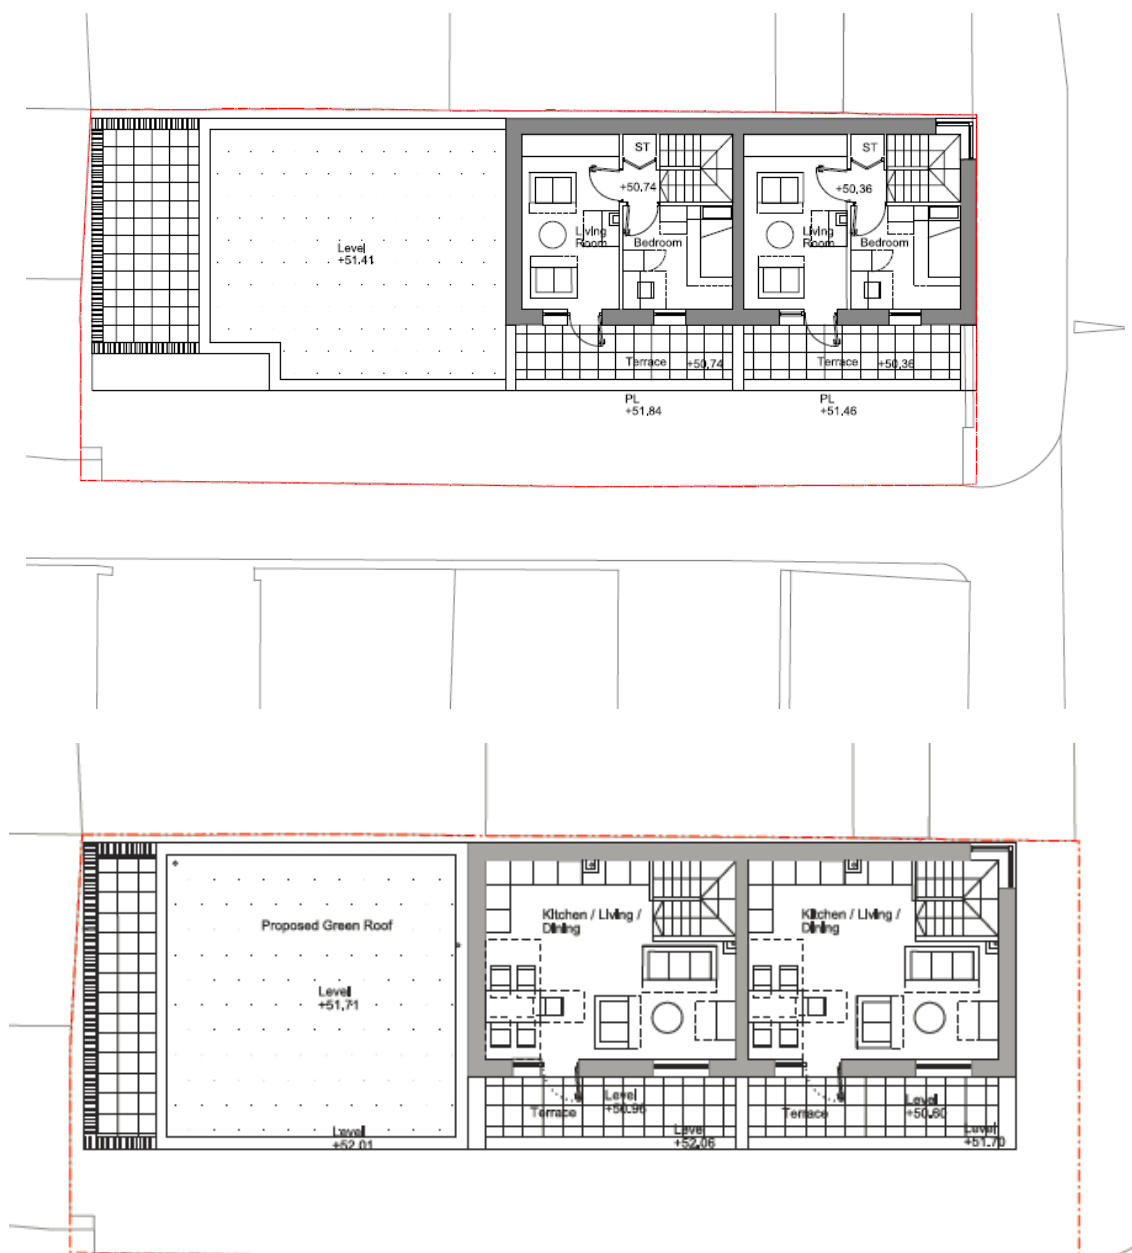 ST
ST
+50.74
+50.36
Living
Room
Bedroom
Living
Room
Bedroom
Level
+51.41
Terrace
+50.74
Terrace
+50.36
PL
+51.84
PL
+51.46
Kitchen / Living /
Dining
Kitchen / Living /
Dining
Proposed Green Roof
Level
+51.71
Level
+50.96
Terrace
Level
+50.60
Terrace
Level
+52.01
Level
+52.06
Level
+51.70